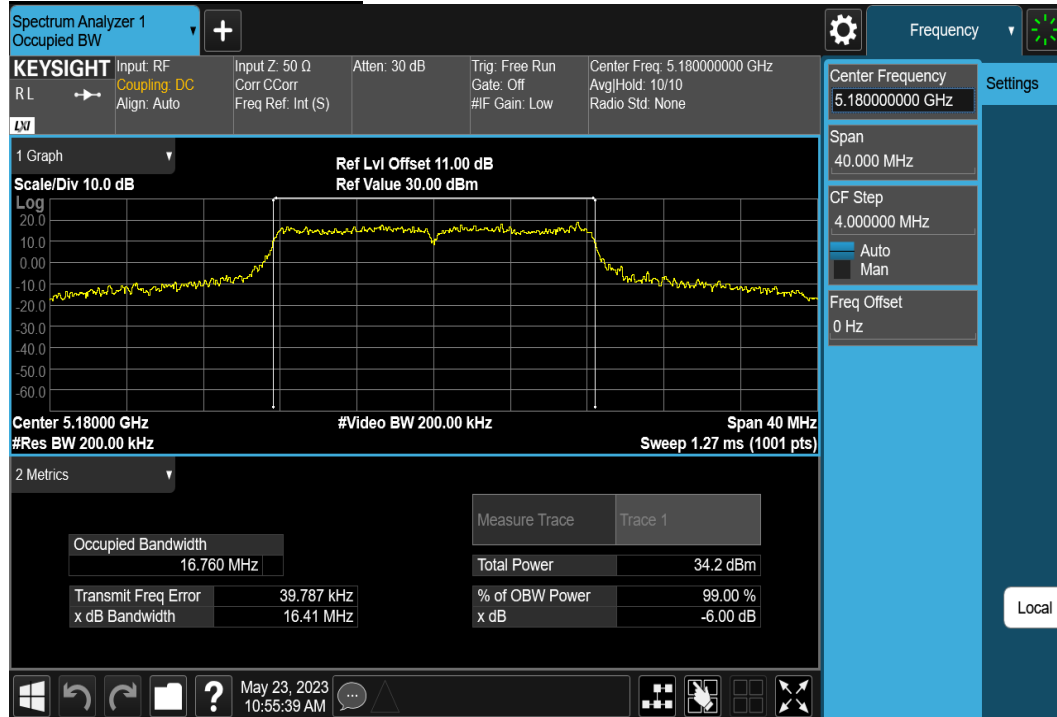 Spectrum Analyzer 1
Occupied BW
+
Frequency
KEYSIGHT
RL
LXI
Input: RF
Coupling: DC
Align: Auto
Input Z: 50 Ω
Corr CCorr
Freq Ref: Int (S)
Atten: 30 dB
Trig: Free Run
Gate: Off
#IF Gain: Low
Center Freq: 5.180000000 GHz
Avg|Hold: 10/10
Radio Std: None
Center Frequency
5.180000000 GHz
Settings
Span
40.000 MHz
CF Step
4.000000 MHz
Auto
Man
Freq Offset
0 Hz
Local
1 Graph
Scale/Div 10.0 dB
Ref Lvl Offset 11.00 dB
Ref Value 30.00 dBm
Log
20.0
10.0
0.00
-10.0
-20.0
-30.0
-40.0
-50.0
-60.0
Center 5.18000 GHz
#Video BW 200.00 kHz
Span 40 MHz
#Res BW 200.00 kHz
Sweep 1.27 ms (1001 pts)
2 Metrics
Measure Trace Trace 1
Occupied Bandwidth
16.760 MHz
Total Power 34.2 dBm
Transmit Freq Error 39.787 kHz
% of OBW Power 99.00 %
x dB Bandwidth 16.41 MHz
x dB -6.00 dB
?
May 23, 2023
10:55:39 AM